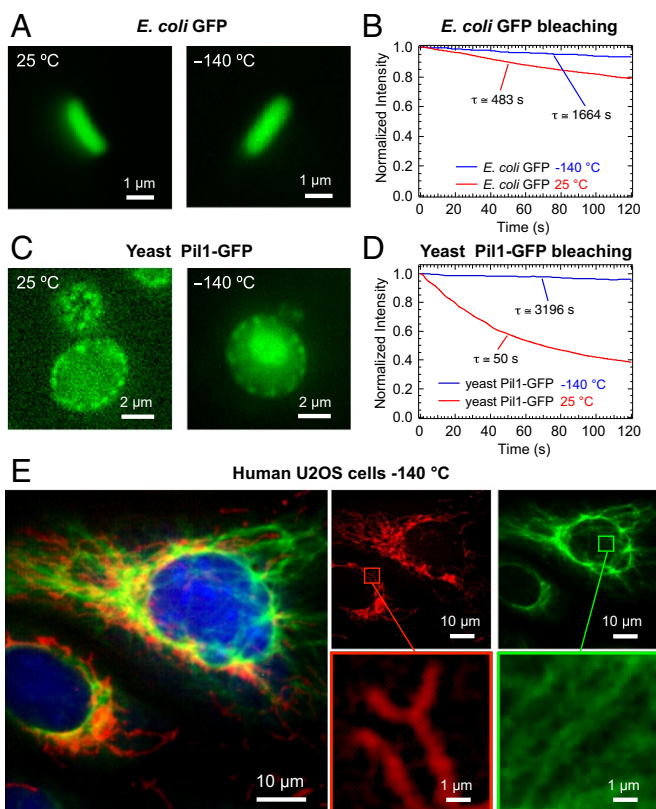 A
E. coli GFP
25 ºC
1 µm
–140 ºC
1 µm
B
E. coli GFP bleaching
Normalized Intensity
1.0
0.8
0.6
0.4
0.2
0.0
τ ≃ 483 s
τ ≃ 1664 s
E. coli GFP -140 °C
E. coli GFP 25 °C
0 20 40 60 80 100 120
Time (s)
C
Yeast Pil1-GFP
25 ºC
2 µm
–140 ºC
2 µm
D
Yeast Pil1-GFP bleaching
Normalized Intensity
1.0
0.8
0.6
0.4
0.2
0.0
τ ≃ 3196 s
τ ≃ 50 s
yeast Pil1-GFP -140 °C
yeast Pil1-GFP 25 °C
0 20 40 60 80 100 120
Time (s)
E
Human U2OS cells -140 °C
10 µm
10 µm
10 µm
1 µm
1 µm